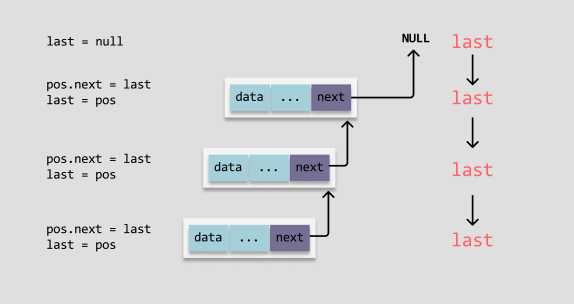 last = null
NULL
last
pos.next = last
last = pos
data ... next
last
pos.next = last
last = pos
data ... next
last
pos.next = last
last = pos
data ... next
last